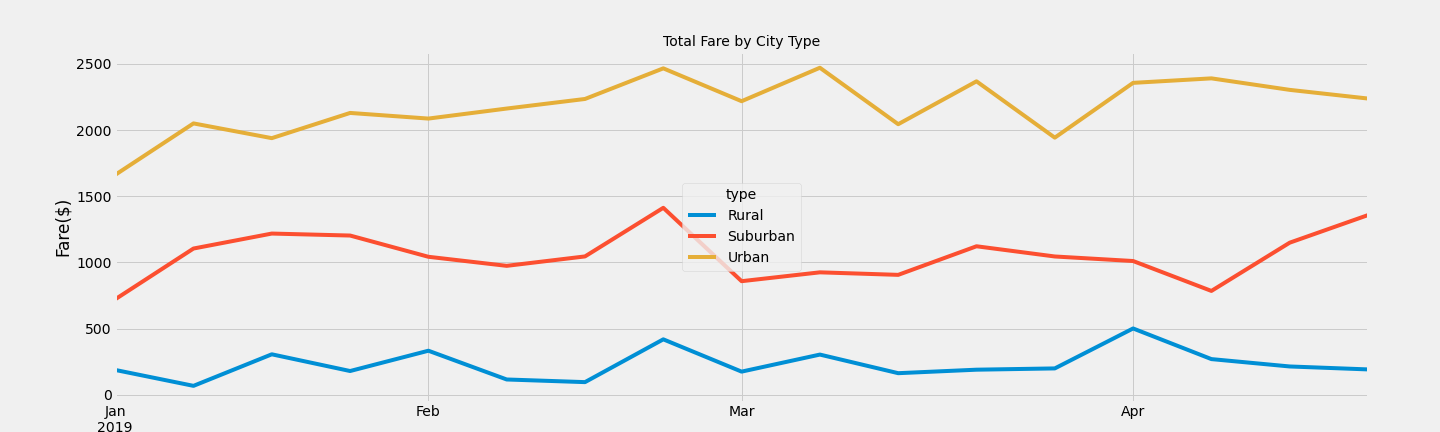 Total Fare by City Type
2500
2000
1500
1000
500
0
Fare($)
type
Rural
Suburban
Urban
Jan
2019
Feb
Mar
Apr